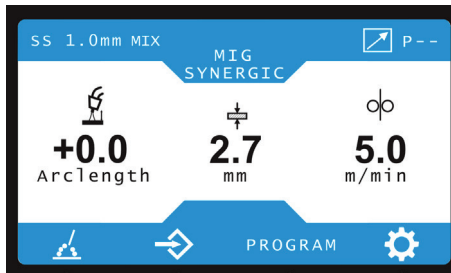 SS 1.0mm MIX
MIG
SYNERGIC
P--
+0.0
2.7
5.0
Arclength
mm
m/min
PROGRAM